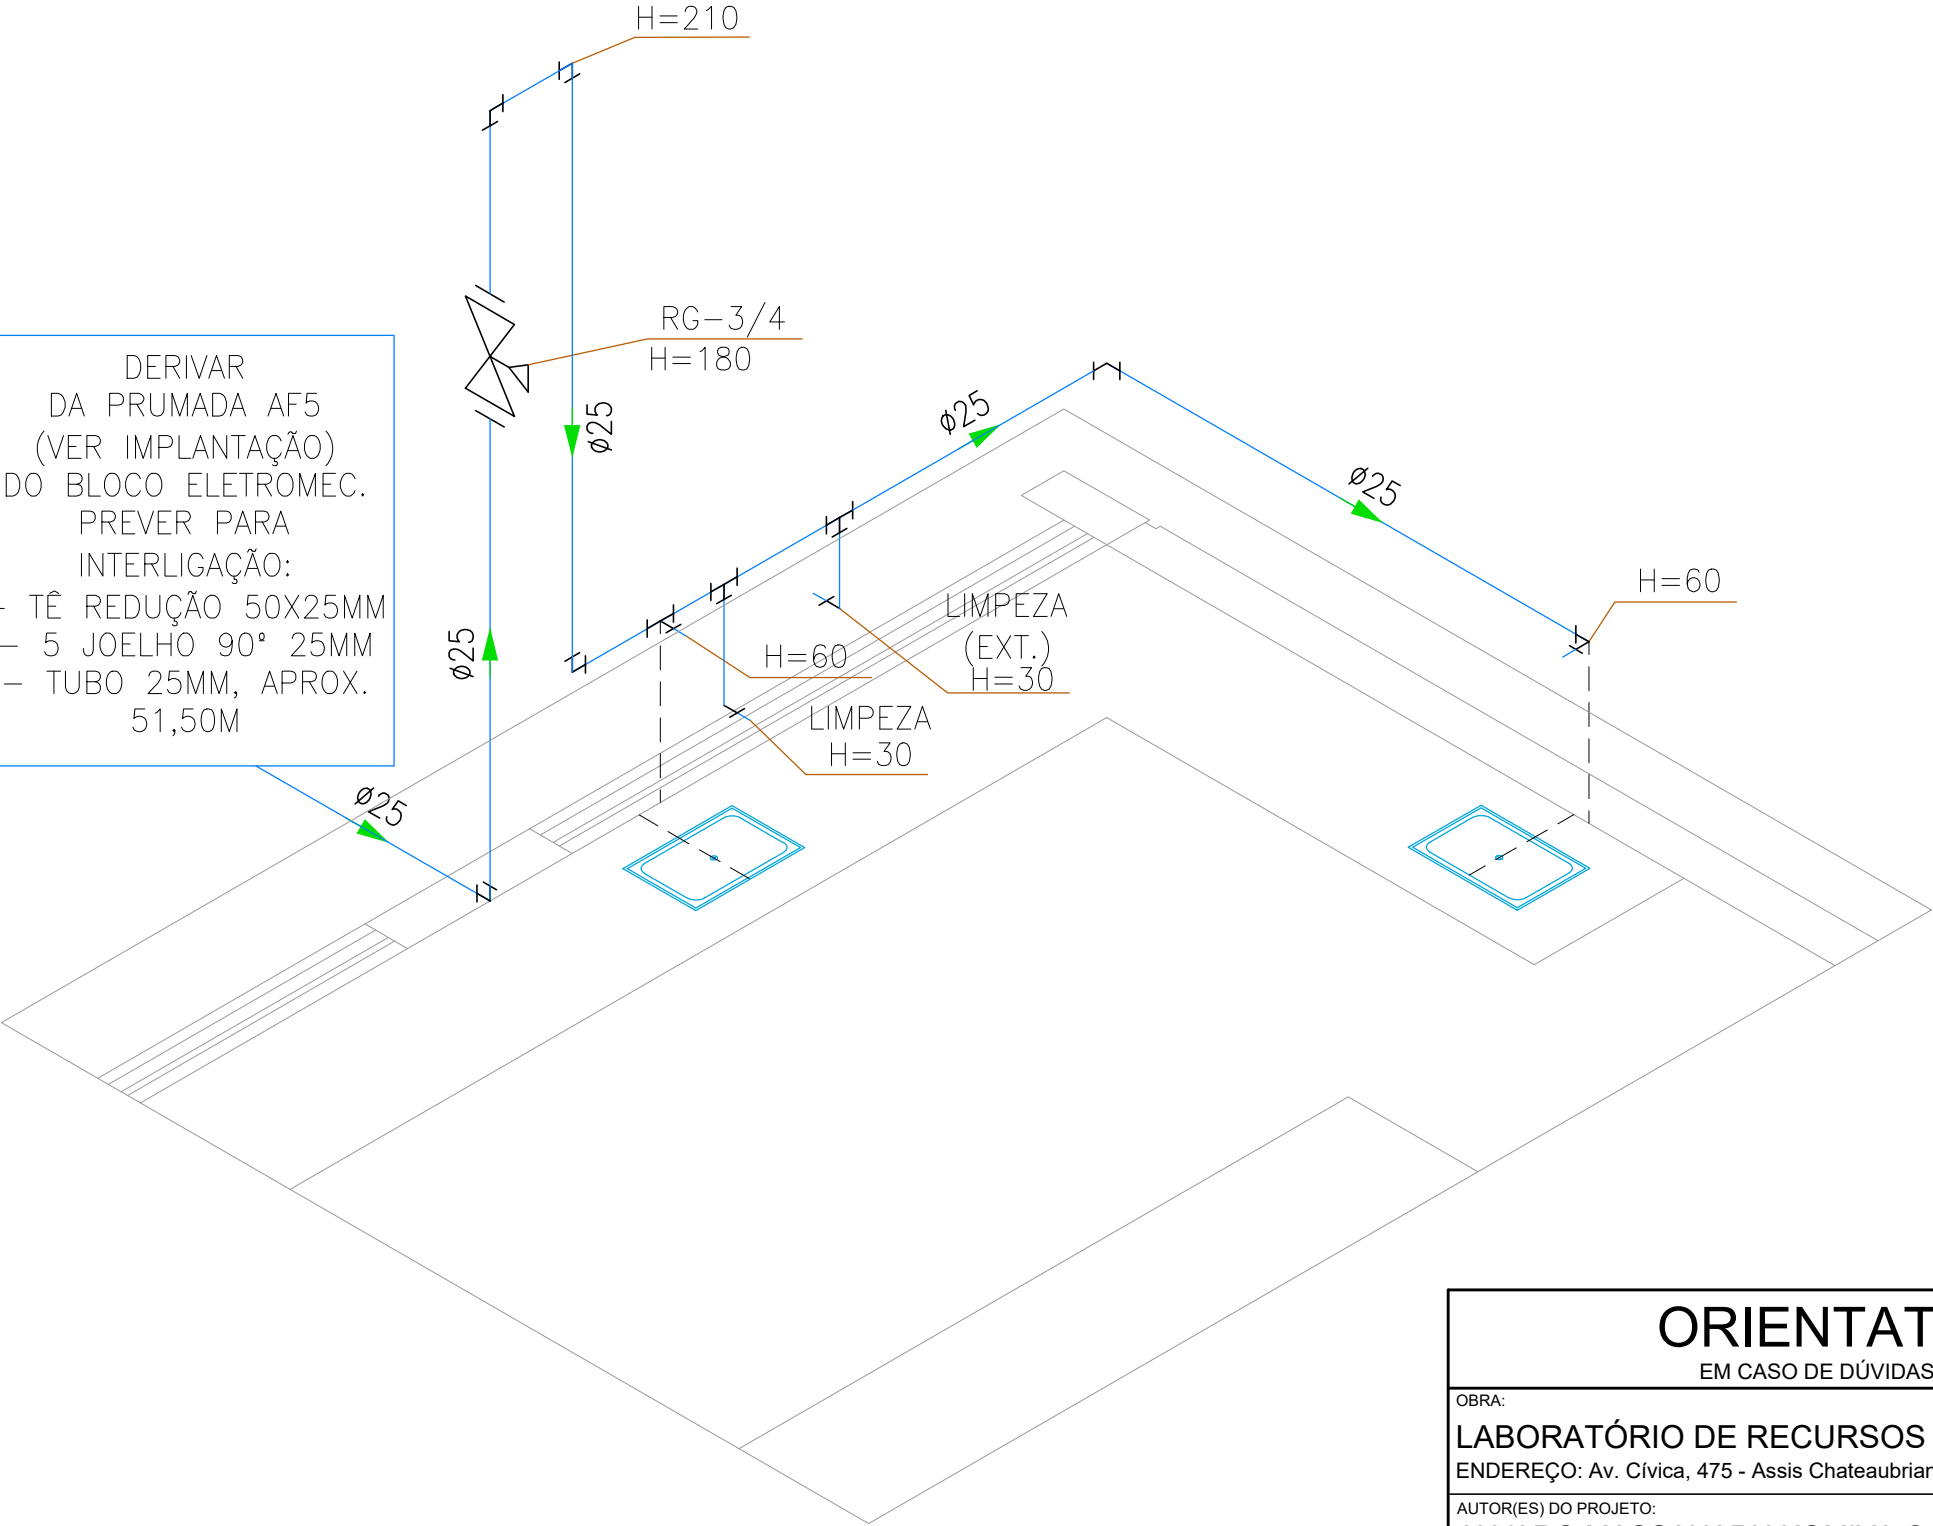 H=210
RG-3/4
H=180
DERIVAR
DA PRUMADA AF5
(VER IMPLANTAÇÃO)
DO BLOCO ELETROMEC.
PREVER PARA
INTERLIGAÇÃO:
- TÊ REDUÇÃO 50X25MM
- 5 JOELHO 90° 25MM
- TUBO 25MM, APROX.
51,50M
ø25
ø25
ø25
ø25
ø25
H=60
H=60
LIMPEZA
(EXT.)
H=30
LIMPEZA
H=30
ORIENTAT
EM CASO DE DÚVIDAS
OBRA:
LABORATÓRIO DE RECURSOS
ENDEREÇO: Av. Cívica, 475 - Assis Chateaubrian
AUTOR(ES) DO PROJETO: